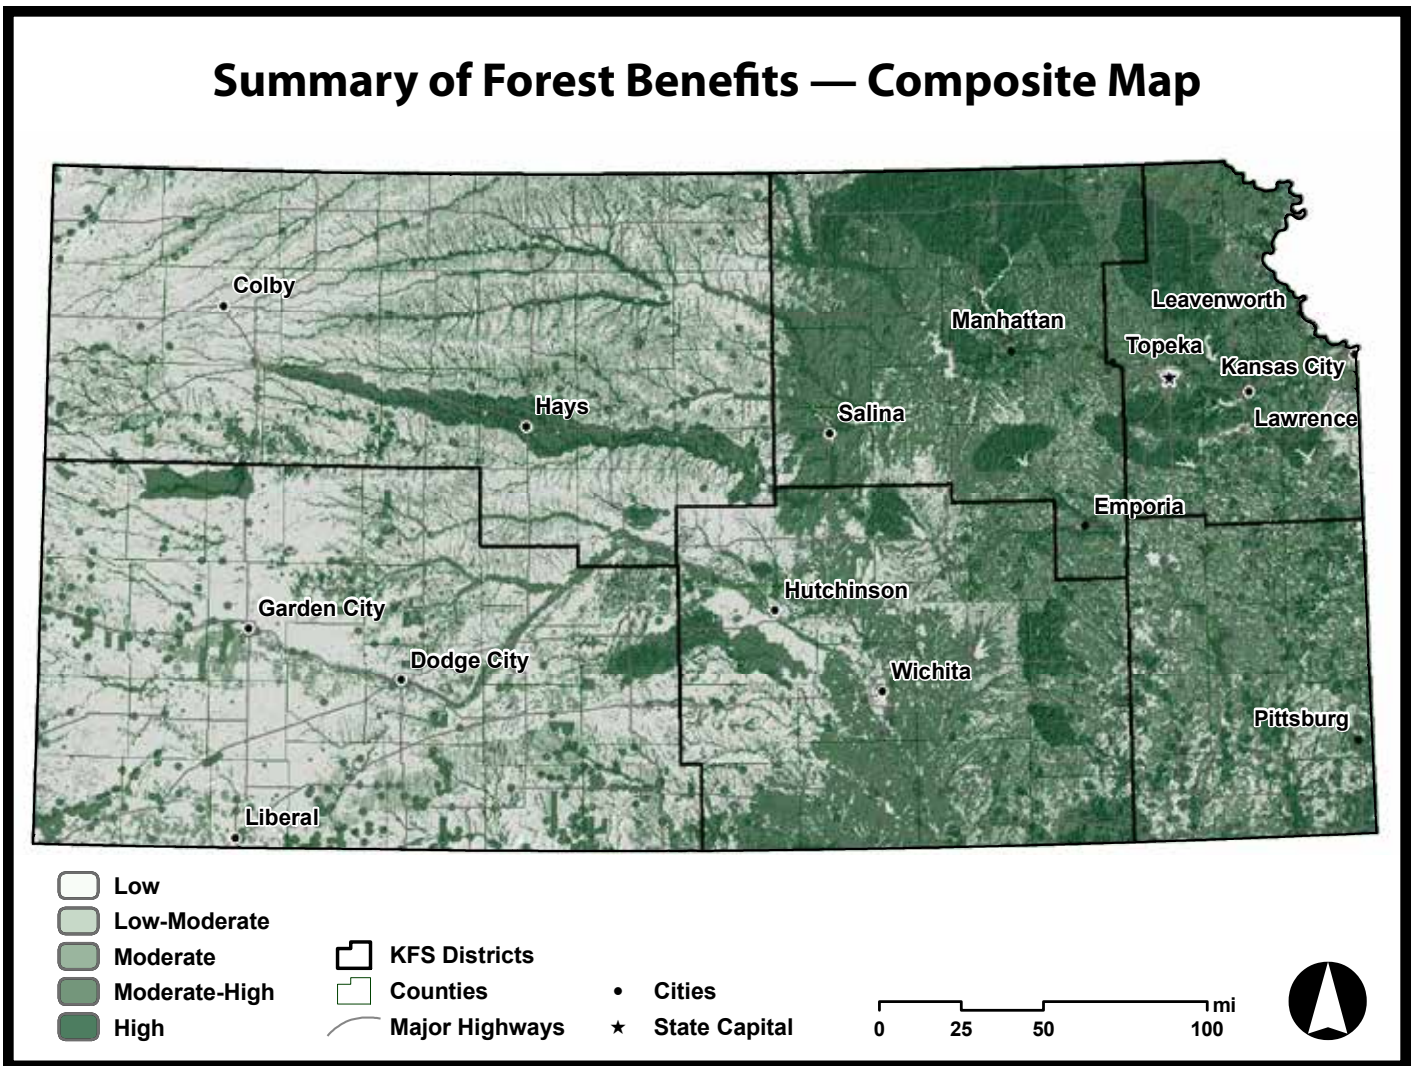 Summary of Forest Benefits — Composite Map
Colby
Leavenworth
Manhattan
Topeka
Kansas City
Hays
Salina
Lawrence
Emporia
Hutchinson
Garden City
Dodge City
Wichita
Pittsburg
Liberal
Low
Low-Moderate
Moderate
Moderate-High
High
KFS Districts
Counties
Major Highways
Cities
State Capital
mi
0 25 50 100